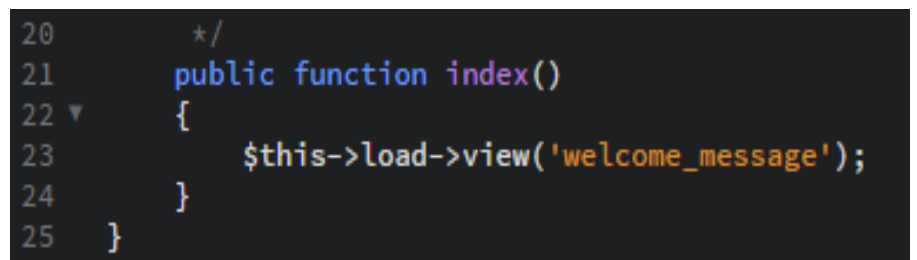 20 */
21 public function index()
22 ▼ {
23 $this->load->view('welcome_message');
24 }
25 }